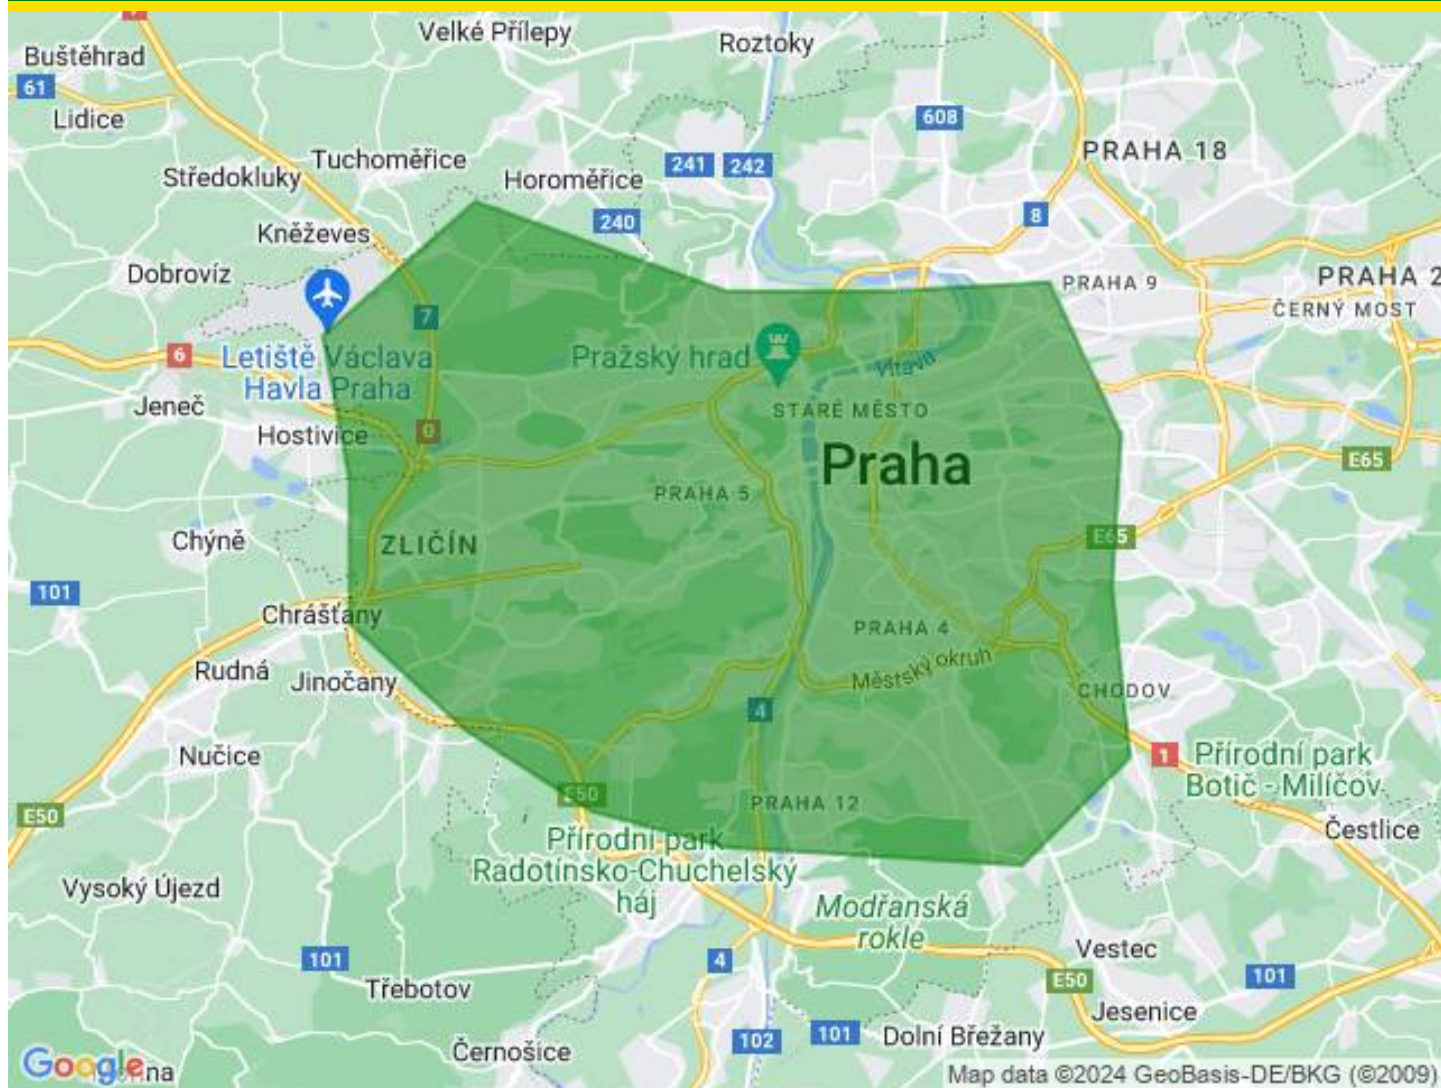 Velké Přílepy
Roztoky
Buštěhrad
61
Lidice
608
PRAHA 18
Tuchoměřice
241
242
Středokluky
Horoměřice
240
8
Kněževes
Dobrovíz
PRAHA 9
PRAHA 2
ČERNÝ MOST
7
6
Letiště Václava
Havla Praha
Pražský hrad
Vltava
Jeneč
STARÉ MĚSTO
Hostivice
0
Praha
E65
PRAHA 5
Chýně
ZLIČÍN
E65
101
Chrášťany
PRAHA 4
Městský okruh
Rudná
Jinočany
CHODOV
4
Nučice
1
Přírodní park
Botič - Milíčov
E50
E50
PRAHA 12
Čestlice
Přírodní park
Radotínsko-Chuchelský
háj
Vysoký Újezd
Modřanská
rokle
Vestec
101
4
E50
101
Třebotov
Jesenice
102
101
Dolní Břežany
Černošice
Google
Map data ©2024 GeoBasis-DE/BKG (©2009)